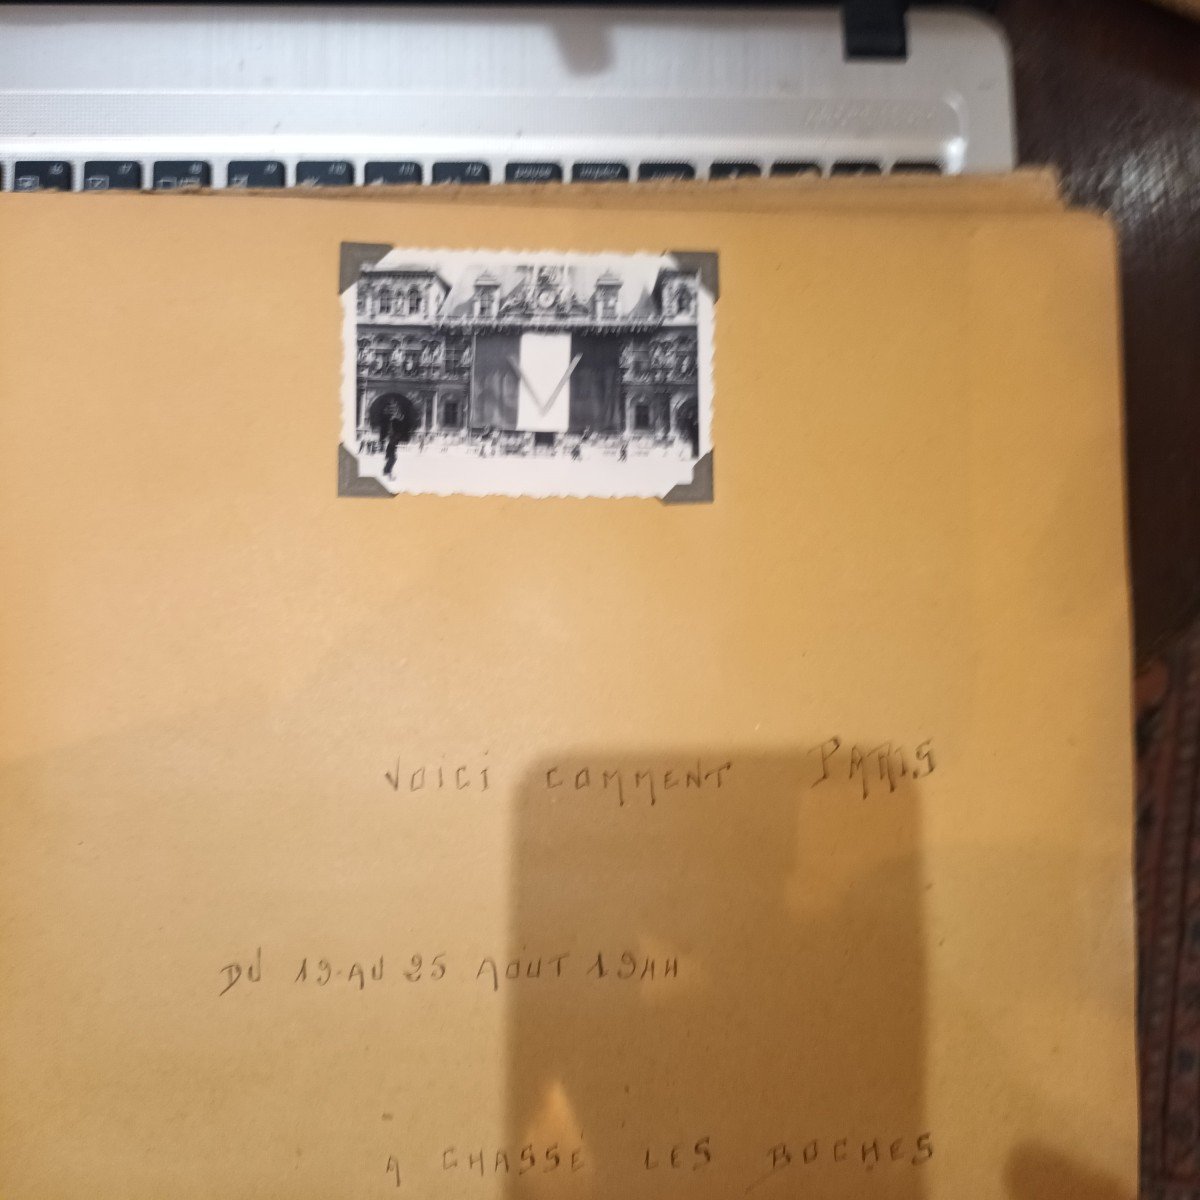 VOICI COMMENT PARIS
DU 19 AU 25 AOUT 1944
A CHASSÉ LES BOCHES